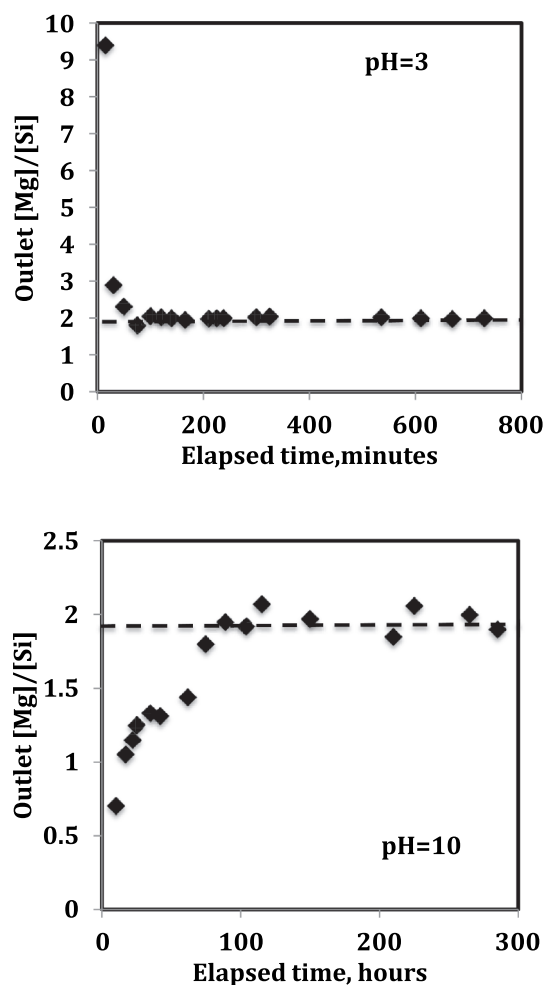 10
9
8
7
6
5
4
3
2
1
0
Outlet [Mg]/[Si]
pH=3
0 200 400 600 800
Elapsed time,minutes
2.5
2
1.5
1
0.5
0
Outlet [Mg]/[Si]
pH=10
0 100 200 300
Elapsed time, hours